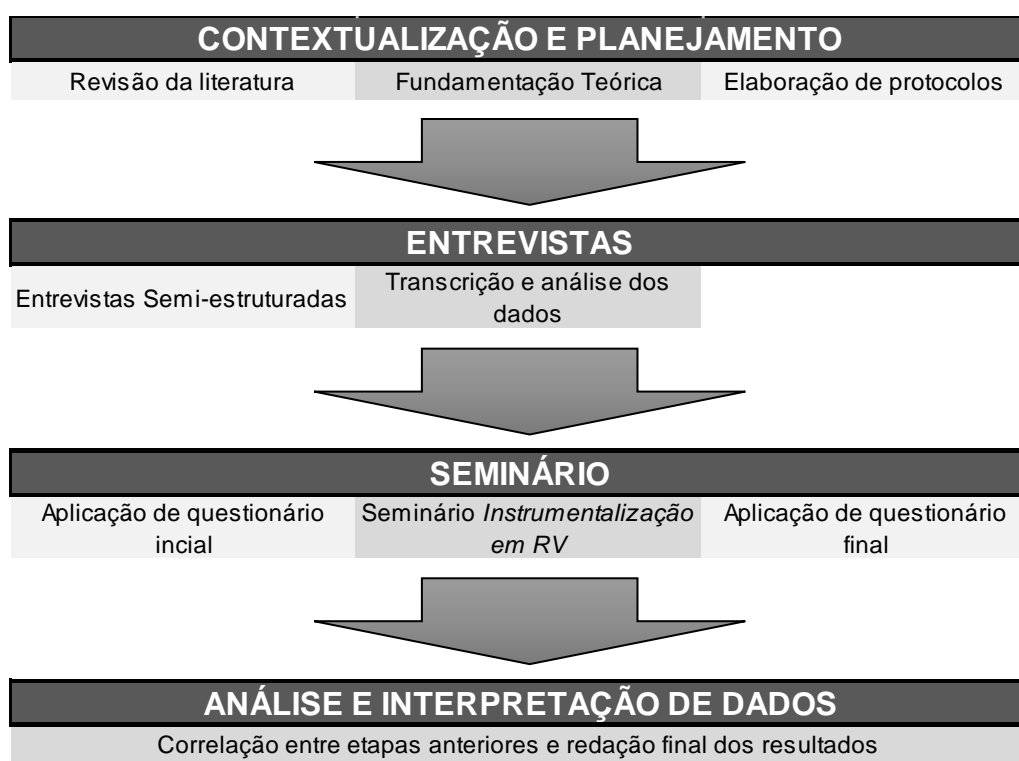 CONTEXTUALIZAÇÃO E PLANEJAMENTO
Revisão da literatura Fundamentação Teórica Elaboração de protocolos
ENTREVISTAS
Entrevistas Semi-estruturadas
Transcrição e análise dos
dados
SEMINÁRIO
Aplicação de questionário
incial
Seminário Instrumentalização
em RV
Aplicação de questionário
final
ANÁLISE E INTERPRETAÇÃO DE DADOS
Correlação entre etapas anteriores e redação final dos resultados